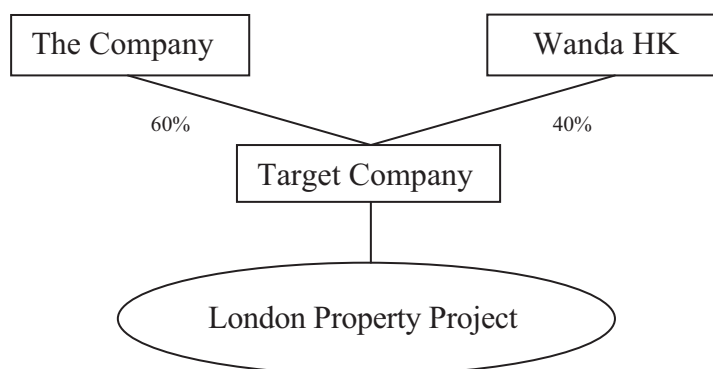 The Company
Wanda HK
60%
40%
Target Company
London Property Project